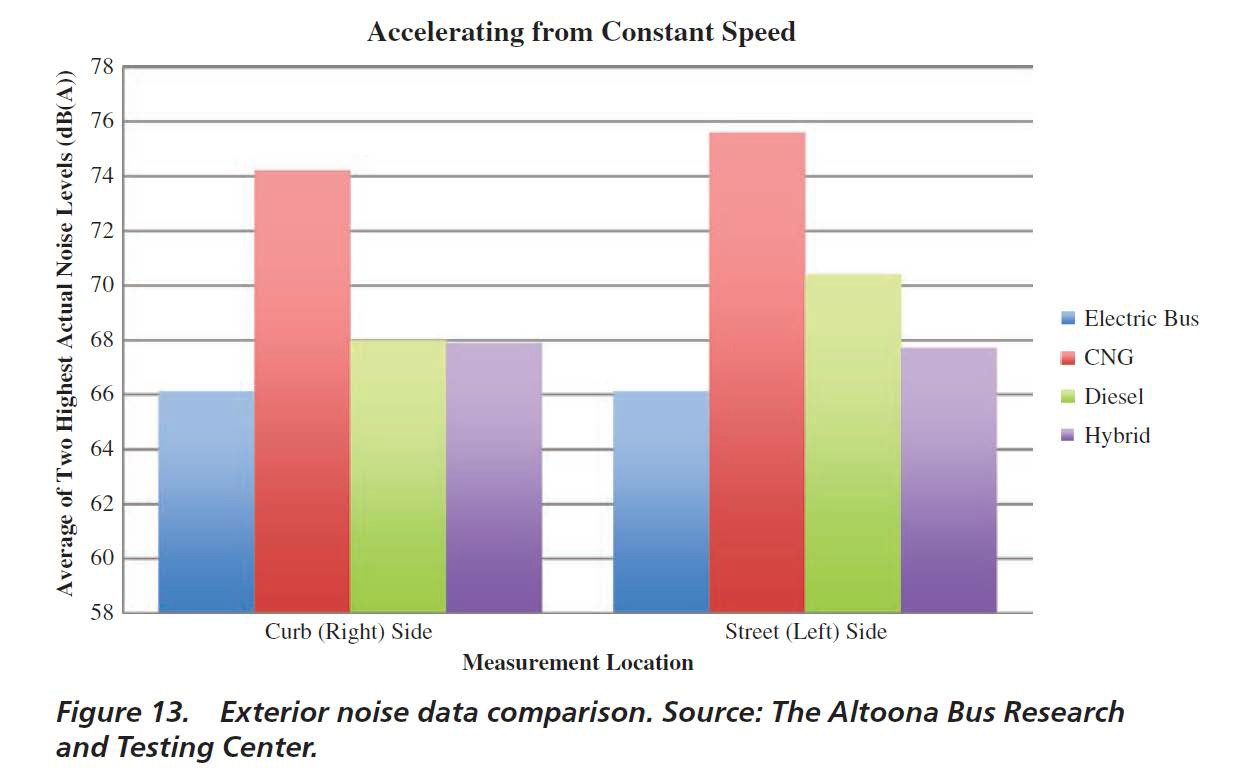 Accelerating from Constant Speed
Average of Two Highest Actual Noise Levels (dB(A))
78
76
74
72
70
68
66
64
62
60
58
Curb (Right) Side
Street (Left) Side
Measurement Location
Electric Bus
CNG
Diesel
Hybrid
Figure 13. Exterior noise data comparison. Source: The Altoona Bus Research
and Testing Center.